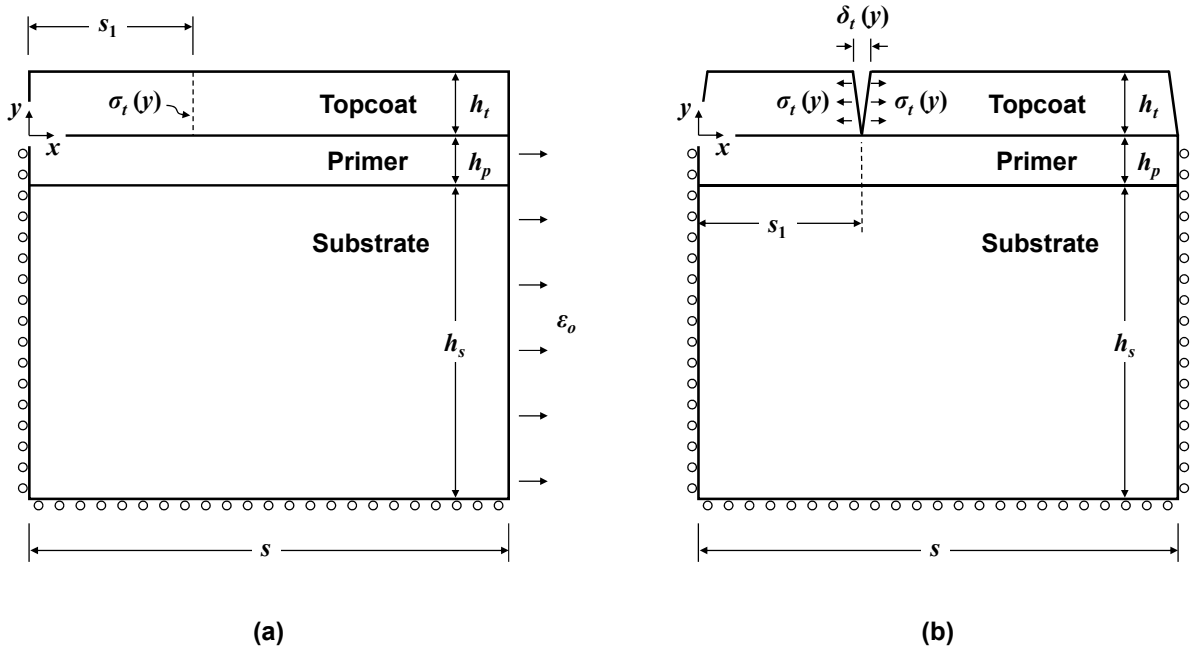 s₁
σₜ (y)
Topcoat
hₜ
y
x
Primer
hₚ
Substrate
εₒ
hₛ
s
(a)
δₜ (y)
σₜ (y)
σₜ (y)
Topcoat
hₜ
y
x
Primer
hₚ
s₁
Substrate
hₛ
s
(b)